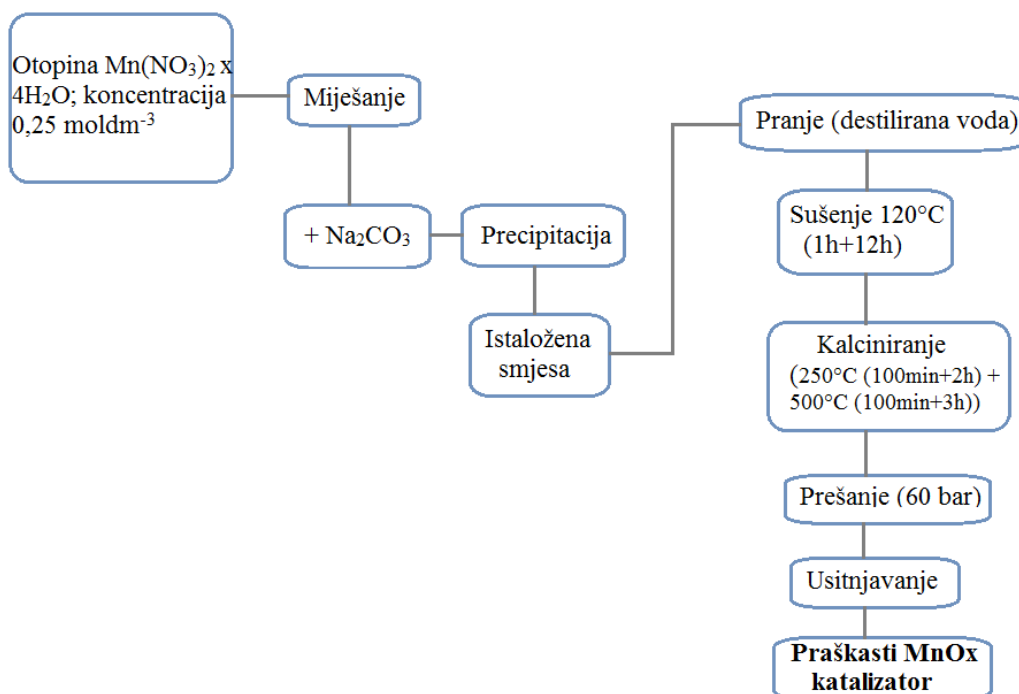 Otopina Mn(NO₃)₂ x
4H₂O; koncentracija
0,25 moldm⁻³
Miješanje
+ Na₂CO₃
Precipitacija
Istaložena
smjesa
Pranje (destilirana voda)
Sušenje 120°C
(1h+12h)
Kalciniranje
(250°C (100min+2h) +
500°C (100min+3h))
Prešanje (60 bar)
Usitnjavanje
Praškasti MnOx
katalizator